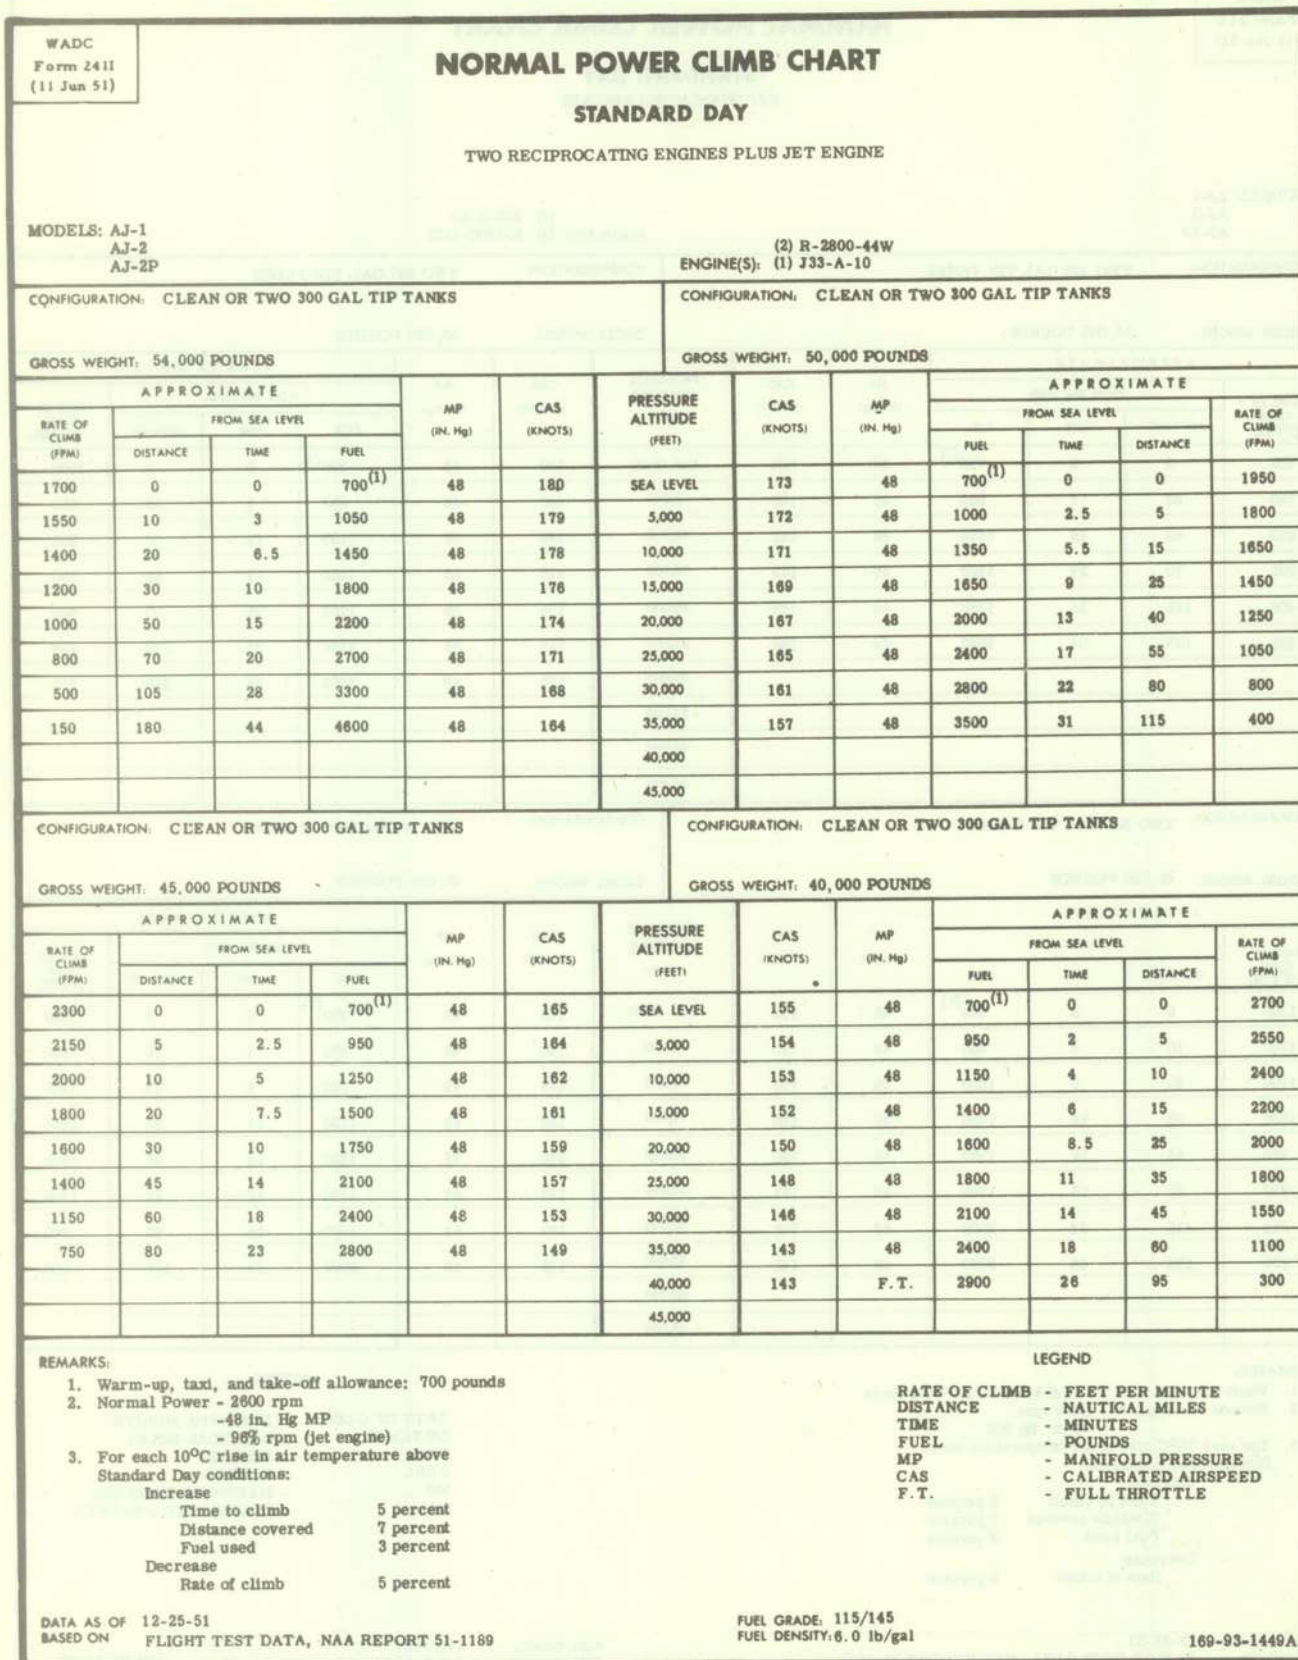 WADC
Form 241I
(11 Jun 51)
NORMAL POWER CLIMB CHART
STANDARD DAY
TWO RECIPROCATING ENGINES PLUS JET ENGINE
MODELS: AJ-1
AJ-2
AJ-2P
(2) R-2800-44W
ENGINE(S): (1) J33-A-10
CONFIGURATION: CLEAN OR TWO 300 GAL TIP TANKS
GROSS WEIGHT: 54,000 POUNDS
CONFIGURATION: CLEAN OR TWO 300 GAL TIP TANKS
GROSS WEIGHT: 50,000 POUNDS
APPROXIMATE MP (IN. Hg) CAS (KNOTS) PRESSURE ALTITUDE (FEET) CAS (KNOTS) MP (IN. Hg) APPROXIMATE
RATE OF CLIMB (FPM) FROM SEA LEVEL FROM SEA LEVEL RATE OF CLIMB (FPM)
DISTANCE TIME FUEL FUEL TIME DISTANCE
1700 0 0 700(1) 48 180 SEA LEVEL 173 48 700(1) 0 0 1950
1550 10 3 1050 48 179 5,000 172 48 1000 2.5 5 1800
1400 20 6.5 1450 48 178 10,000 171 48 1350 5.5 15 1650
1200 30 10 1800 48 176 15,000 169 48 1650 9 25 1450
1000 50 15 2200 48 174 20,000 167 48 2000 13 40 1250
800 70 20 2700 48 171 25,000 165 48 2400 17 55 1050
500 105 28 3300 48 168 30,000 161 48 2800 22 80 800
150 180 44 4600 48 164 35,000 157 48 3500 31 115 400
40,000
45,000
CONFIGURATION: CLEAN OR TWO 300 GAL TIP TANKS
GROSS WEIGHT: 45,000 POUNDS
CONFIGURATION: CLEAN OR TWO 300 GAL TIP TANKS
GROSS WEIGHT: 40,000 POUNDS
APPROXIMATE MP (IN. Hg) CAS (KNOTS) PRESSURE ALTITUDE (FEET) CAS (KNOTS) MP (IN. Hg) APPROXIMATE
RATE OF CLIMB (FPM) FROM SEA LEVEL FROM SEA LEVEL RATE OF CLIMB (FPM)
DISTANCE TIME FUEL FUEL TIME DISTANCE
2300 0 0 700(1) 48 165 SEA LEVEL 155 48 700(1) 0 0 2700
2150 5 2.5 950 48 164 5,000 154 48 950 2 5 2550
2000 10 5 1250 48 162 10,000 153 48 1150 4 10 2400
1800 20 7.5 1500 48 161 15,000 152 48 1400 6 15 2200
1600 30 10 1750 48 159 20,000 150 48 1600 8.5 25 2000
1400 45 14 2100 48 157 25,000 148 48 1800 11 35 1800
1150 60 18 2400 48 153 30,000 146 48 2100 14 45 1550
750 80 23 2800 48 149 35,000 143 48 2400 18 60 1100
40,000 143 F.T. 2900 26 95 300
45,000
REMARKS:
1. Warm-up, taxi, and take-off allowance: 700 pounds
2. Normal Power - 2600 rpm
-48 in. Hg MP
- 96% rpm (jet engine)
3. For each 10°C rise in air temperature above
Standard Day conditions:
Increase
Time to climb 5 percent
Distance covered 7 percent
Fuel used 3 percent
Decrease
Rate of climb 5 percent
LEGEND
RATE OF CLIMB - FEET PER MINUTE
DISTANCE - NAUTICAL MILES
TIME - MINUTES
FUEL - POUNDS
MP - MANIFOLD PRESSURE
CAS - CALIBRATED AIRSPEED
F.T. - FULL THROTTLE
DATA AS OF 12-25-51
BASED ON FLIGHT TEST DATA, NAA REPORT 51-1189
FUEL GRADE: 115/145
FUEL DENSITY: 6.0 lb/gal
169-93-1449A